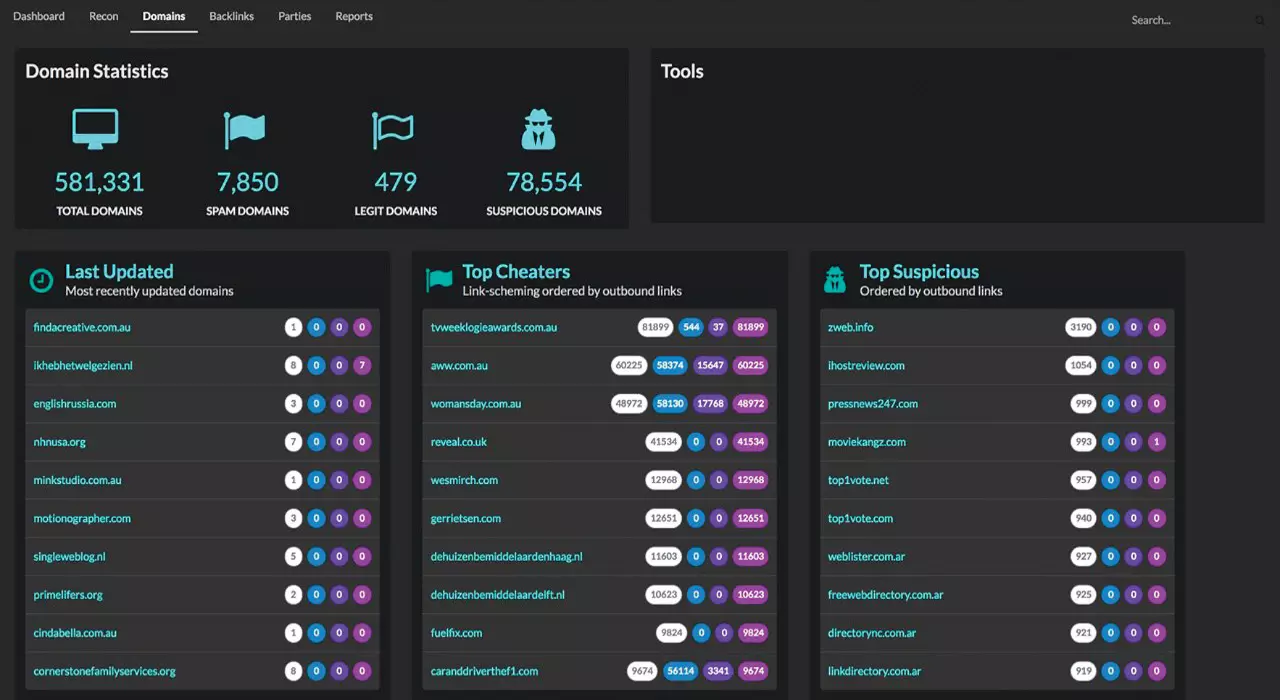 Dashboard Recon Domains Backlinks Parties Reports Search...
Domain Statistics
581,331 7,850 479 78,554
TOTAL DOMAINS SPAM DOMAINS LEGIT DOMAINS SUSPICIOUS DOMAINS
Tools
Last Updated
Most recently updated domains
findacreative.com.au 1 0 0 0
ikhebhetwelgezien.nl 8 0 0 7
englishrussia.com 3 0 0 0
nhnusa.org 7 0 0 0
minkstudio.com.au 1 0 0 0
motionographer.com 3 0 0 0
singleweblog.nl 5 0 0 0
primelifers.org 2 0 0 0
cindabella.com.au 1 0 0 0
cornerstonefamilyservices.org 8 0 0 0
Top Cheaters
Link-scheming ordered by outbound links
tvweeklogieawards.com.au 81899 544 37 81899
aww.com.au 60225 58374 15647 60225
womansday.com.au 48972 58130 17768 48972
reveal.co.uk 41534 0 0 41534
wesmirch.com 12968 0 0 12968
gerrietsen.com 12651 0 0 12651
dehuizenbemiddelaardenhaag.nl 11603 0 0 11603
dehuizenbemiddelaardelft.nl 10623 0 0 10623
fuelfix.com 9824 0 0 9824
caranddriverthef1.com 9674 56114 3341 9674
Top Suspicious
Ordered by outbound links
zweb.info 3190 0 0 0
ihostreview.com 1054 0 0 0
pressnews247.com 999 0 0 0
moviekangz.com 993 0 0 1
top1vote.net 957 0 0 0
top1vote.com 940 0 0 0
weblister.com.ar 927 0 0 0
freewebdirectory.com.ar 925 0 0 0
directorync.com.ar 921 0 0 0
linkdirectory.com.ar 919 0 0 0